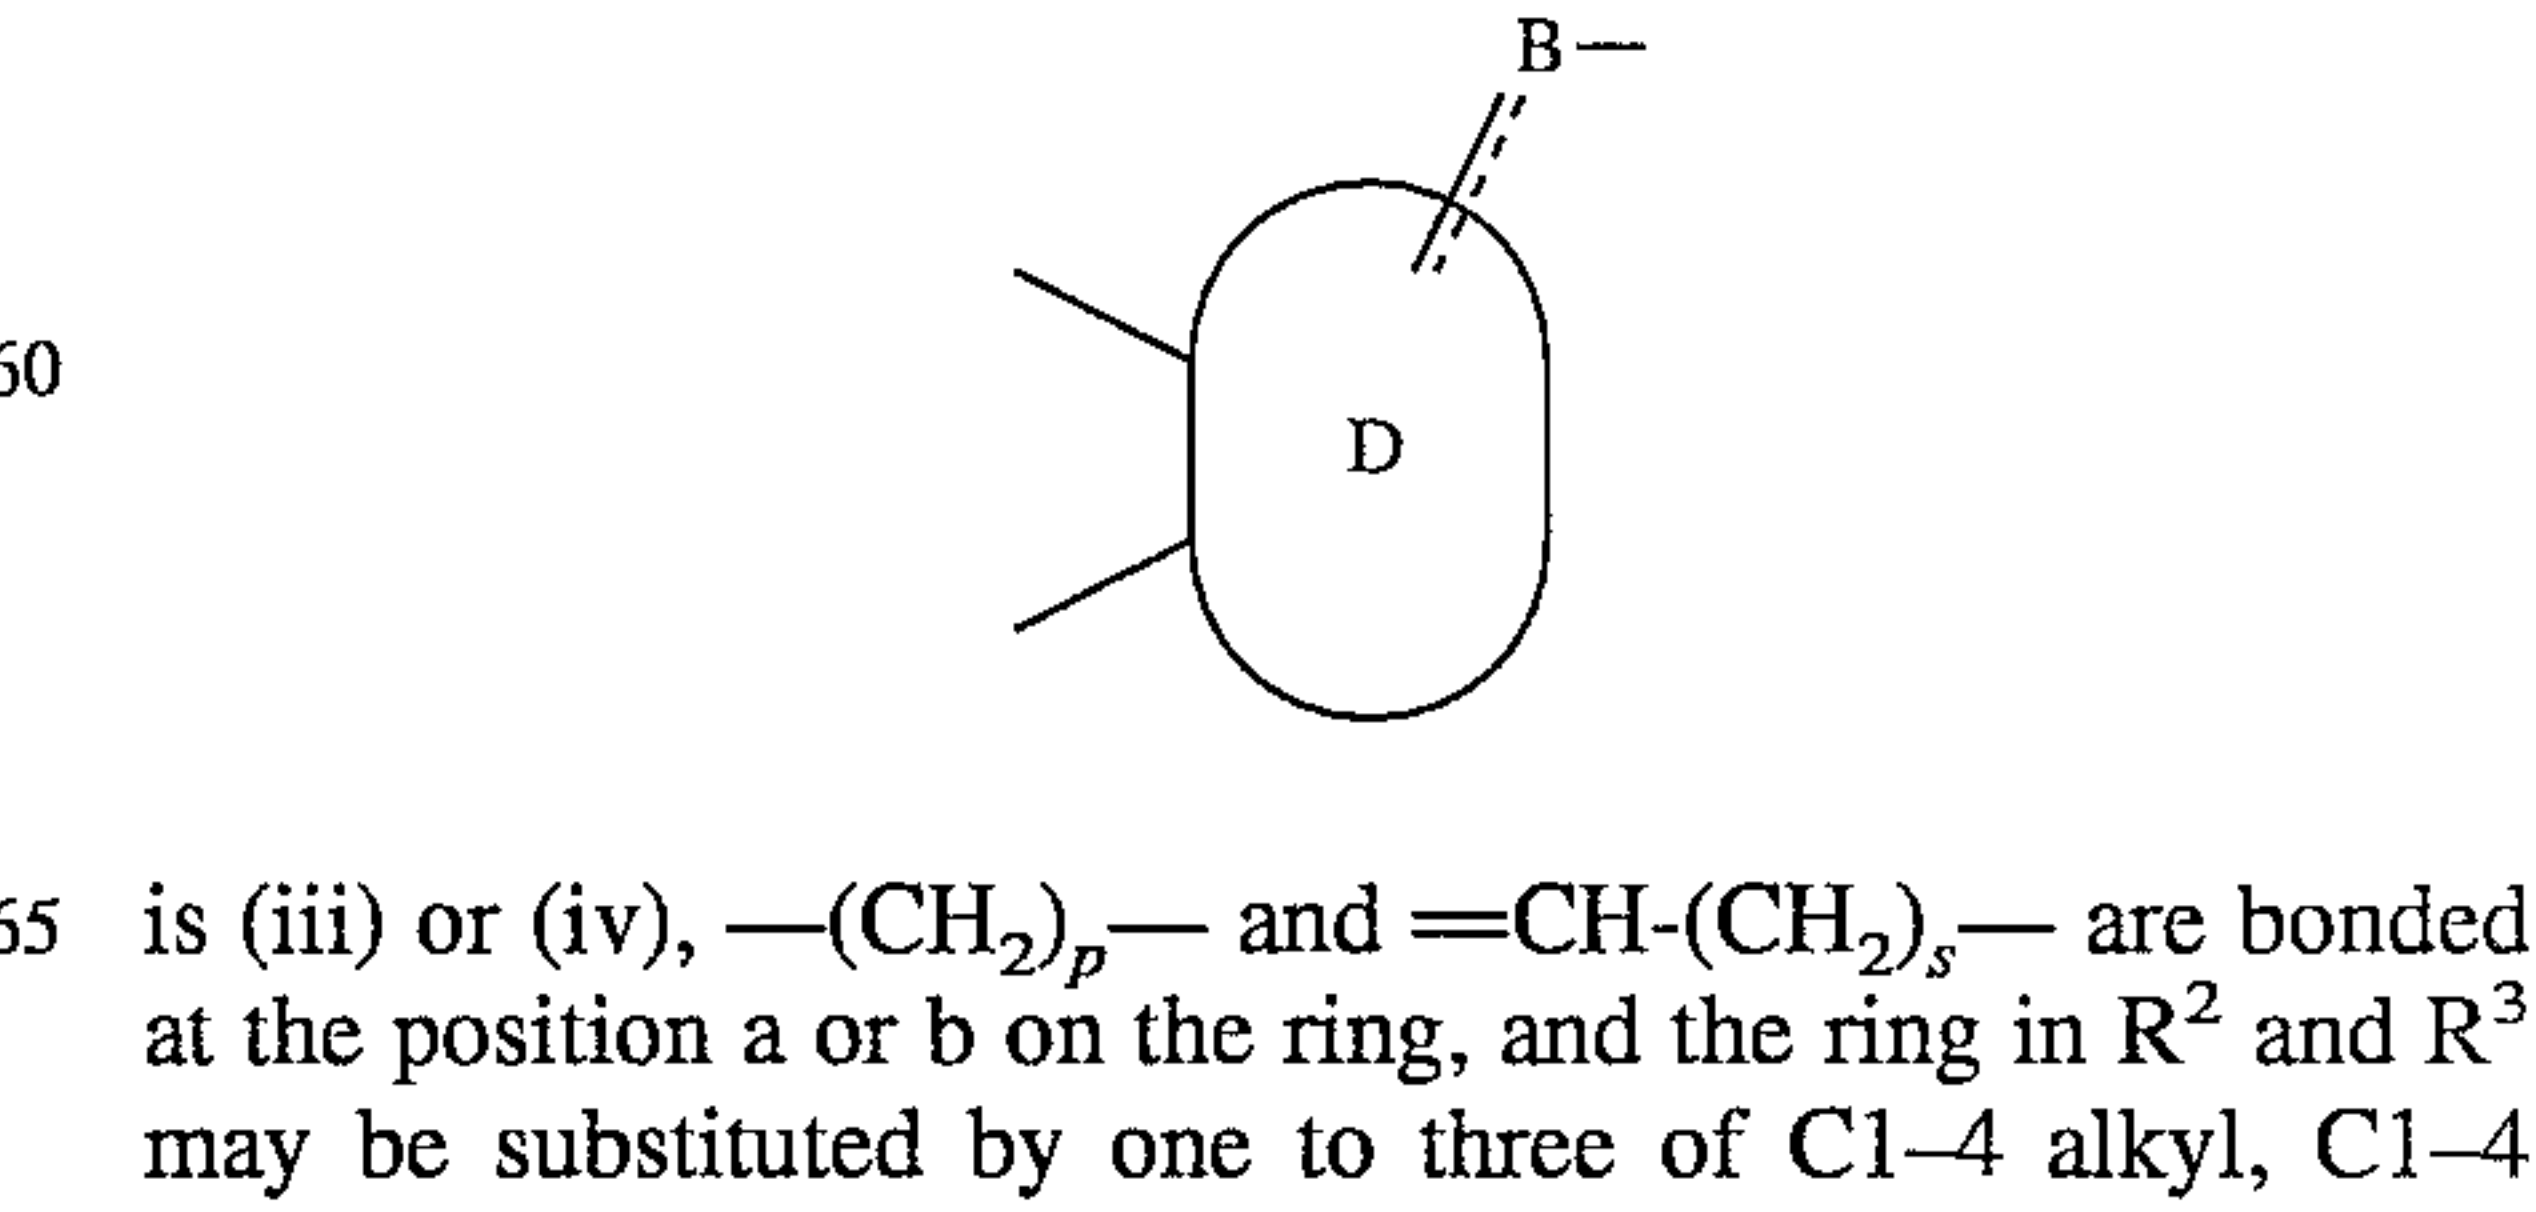 B—
60
D
65 is (iii) or (iv), —(CH₂)ₚ— and ═CH-(CH₂)ₛ— are bonded
at the position a or b on the ring, and the ring in R² and R³
may be substituted by one to three of C1–4 alkyl, C1–4